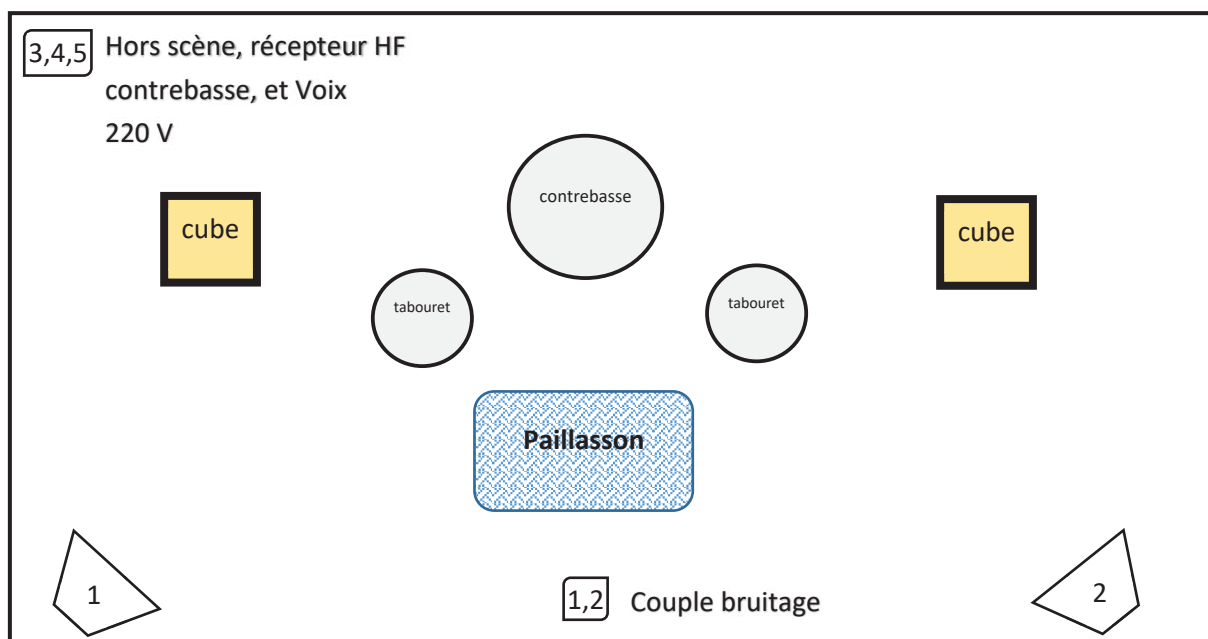 3,4,5
Hors scène, récepteur HF
contrebasse, et Voix
220 V
contrebasse
cube
cube
tabouret
tabouret
Paillasson
1
1,2
Couple bruitage
2